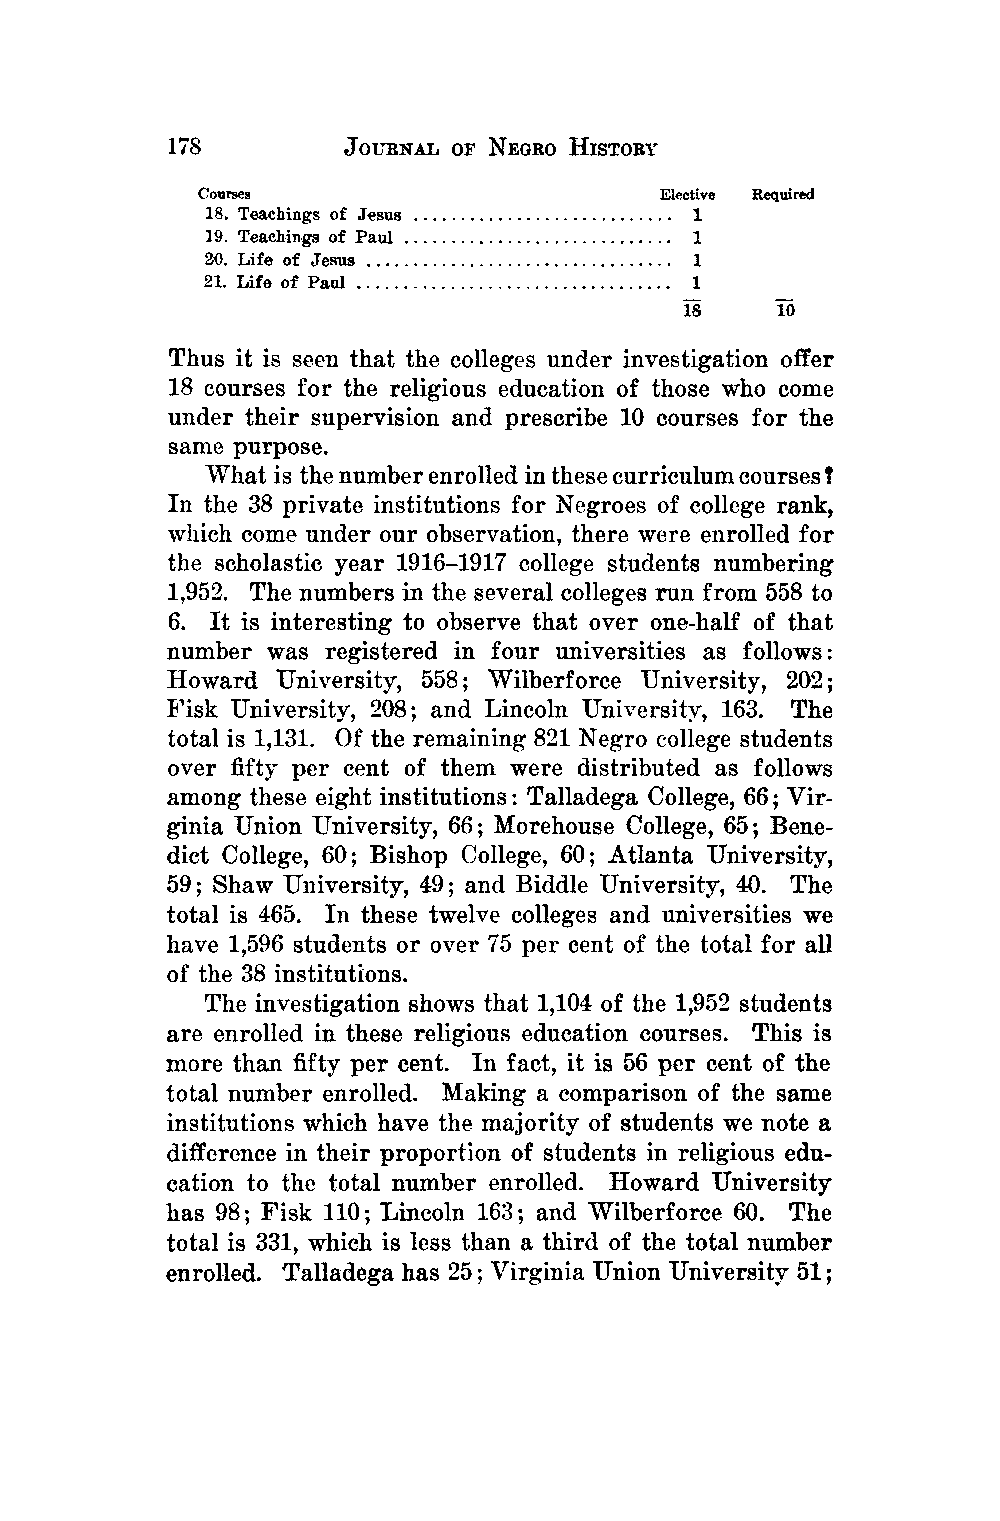 178 JOURNAL OF NEGRO HISTORY
Courses Elective Required
18. Teachings of Jesus ............................ 1
19. Teachings of Paul ............................. 1
20. Life of Jesus ................................. 1
21. Life of Paul .................................. 1
18 10
Thus it is seen that the colleges under investigation offer
18 courses for the religious education of those who come
under their supervision and prescribe 10 courses for the
same purpose.
What is the number enrolled in these curriculum courses?
In the 38 private institutions for Negroes of college rank,
which come under our observation, there were enrolled for
the scholastic year 1916–1917 college students numbering
1,952. The numbers in the several colleges run from 558 to
6. It is interesting to observe that over one-half of that
number was registered in four universities as follows:
Howard University, 558; Wilberforce University, 202;
Fisk University, 208; and Lincoln University, 163. The
total is 1,131. Of the remaining 821 Negro college students
over fifty per cent of them were distributed as follows
among these eight institutions: Talladega College, 66; Vir-
ginia Union University, 66; Morehouse College, 65; Bene-
dict College, 60; Bishop College, 60; Atlanta University,
59; Shaw University, 49; and Biddle University, 40. The
total is 465. In these twelve colleges and universities we
have 1,596 students or over 75 per cent of the total for all
of the 38 institutions.
The investigation shows that 1,104 of the 1,952 students
are enrolled in these religious education courses. This is
more than fifty per cent. In fact, it is 56 per cent of the
total number enrolled. Making a comparison of the same
institutions which have the majority of students we note a
difference in their proportion of students in religious edu-
cation to the total number enrolled. Howard University
has 98; Fisk 110; Lincoln 163; and Wilberforce 60. The
total is 331, which is less than a third of the total number
enrolled. Talladega has 25; Virginia Union University 51;